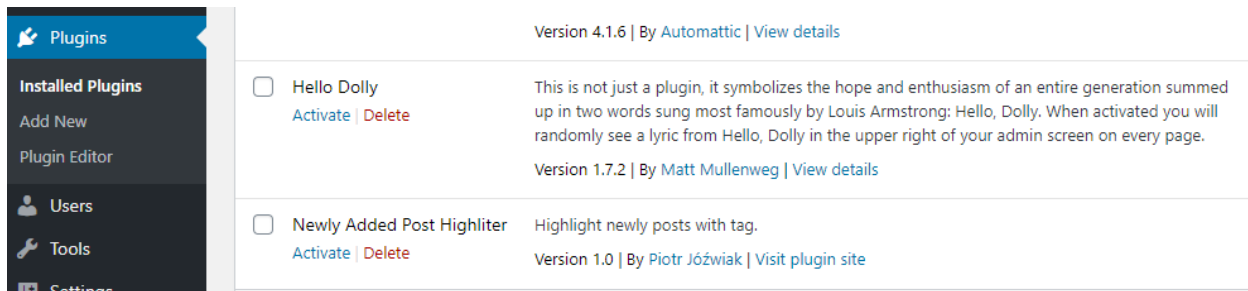 Plugins
Installed Plugins
Add New
Plugin Editor
Users
Tools
Settings
Version 4.1.6 | By Automattic | View details
Hello Dolly
Activate | Delete
This is not just a plugin, it symbolizes the hope and enthusiasm of an entire generation summed
up in two words sung most famously by Louis Armstrong: Hello, Dolly. When activated you will
randomly see a lyric from Hello, Dolly in the upper right of your admin screen on every page.
Version 1.7.2 | By Matt Mullenweg | View details
Newly Added Post Highliter
Activate | Delete
Highlight newly posts with tag.
Version 1.0 | By Piotr Jóźwiak | Visit plugin site